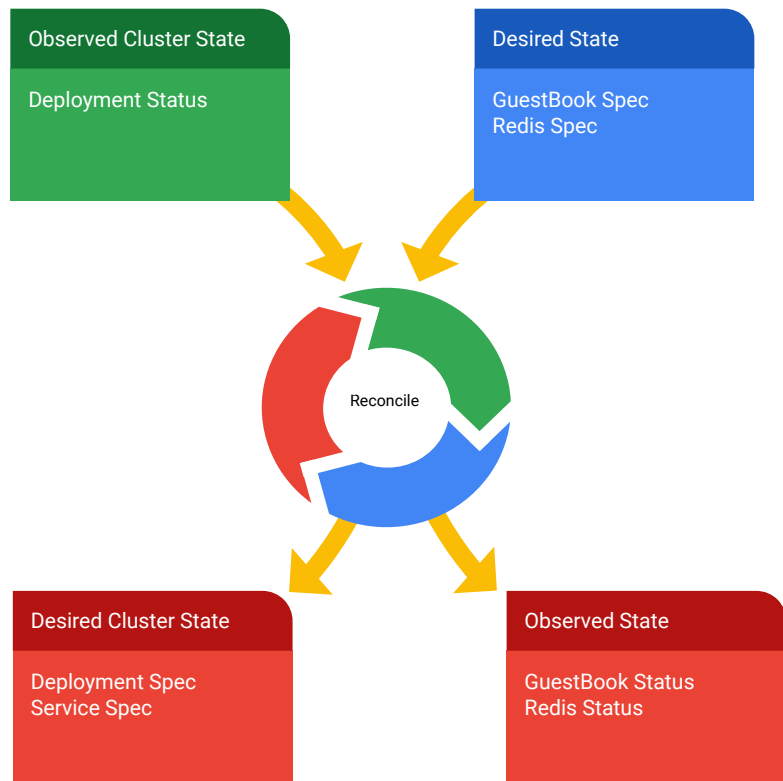 Observed Cluster State
Deployment Status
Desired State
GuestBook Spec
Redis Spec
Reconcile
Desired Cluster State
Deployment Spec
Service Spec
Observed State
GuestBook Status
Redis Status